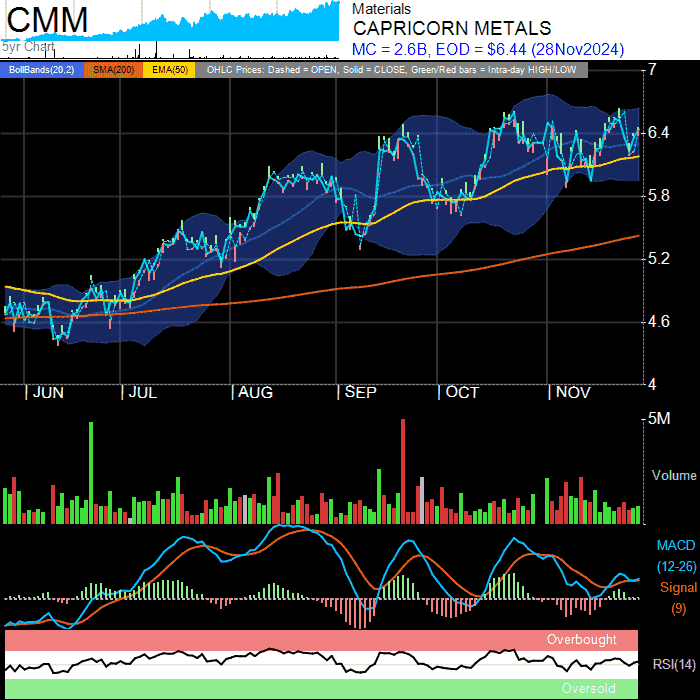 CMM
5yr Chart
Materials
CAPRICORN METALS
MC = 2.6B, EOD = $6.44 (28Nov2024)
BollBands(20,2) SMA(200) EMA(50) OHLC Prices: Dashed = OPEN, Solid = CLOSE, Green/Red bars = Intra-day HIGH/LOW
7
6.4
5.8
5.2
4.6
4
| JUN | JUL | AUG | SEP | OCT | NOV
5M
Volume
MACD
(12-26)
Signal
(9)
Overbought
RSI(14)
Oversold